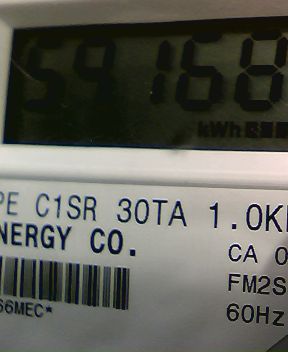 59168
kWh
PE C1SR 30TA 1.0K
NERGY CO.
CA 0
FM2S
60Hz
66MEC*